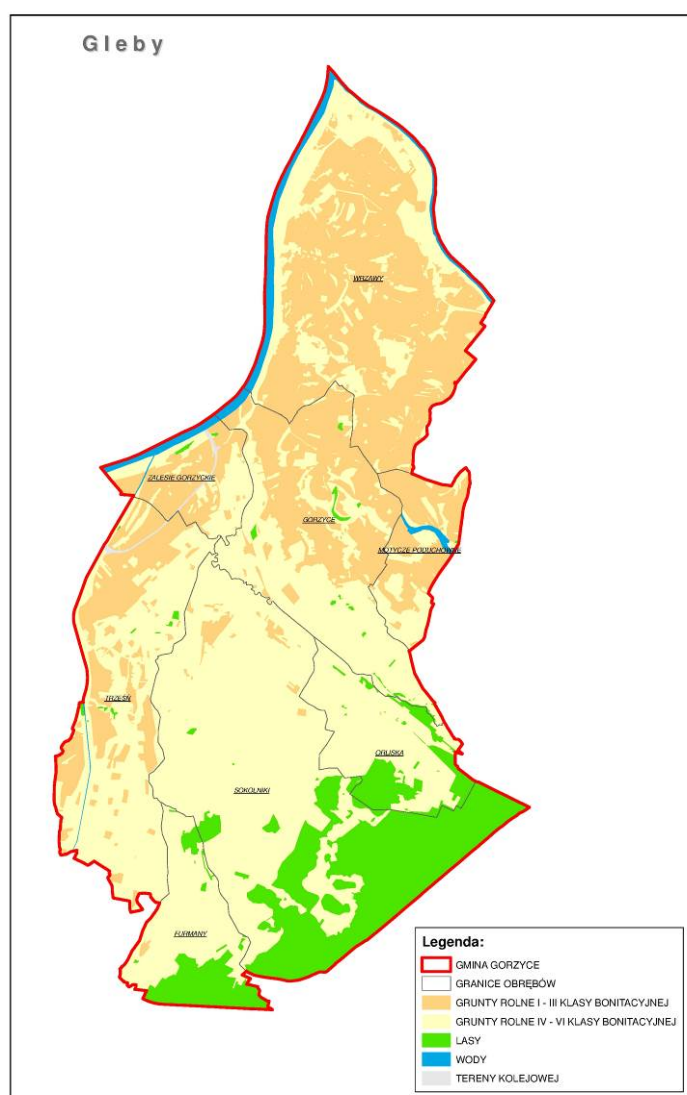 Gleby
WRZAWY
ZALESIE GORZYCKIE
GORZYCE
MOTYCZE PODUCHOWNE
TRZEŚŃ
ORLISKA
SOKOLNIKI
FURMANY
Legenda:
GMINA GORZYCE
GRANICE OBRĘBÓW
GRUNTY ROLNE I - III KLASY BONITACYJNEJ
GRUNTY ROLNE IV - VI KLASY BONITACYJNEJ
LASY
WODY
TERENY KOLEJOWEJ